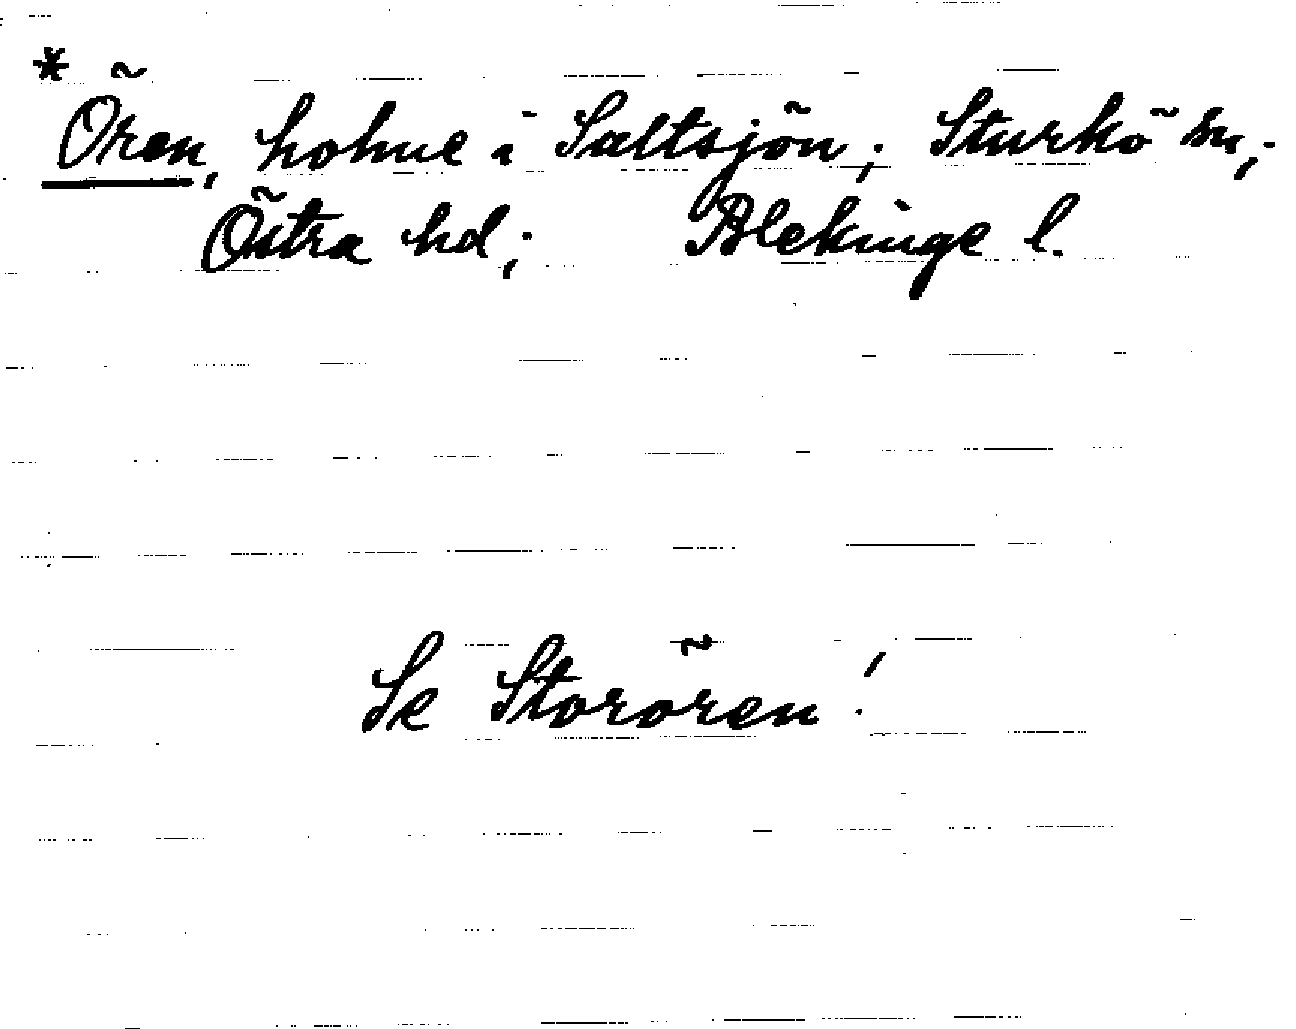 * Ören, holme i Saltsjön; Sturkö sn,;
Östra hd; Blekinge l.
Se Storören!